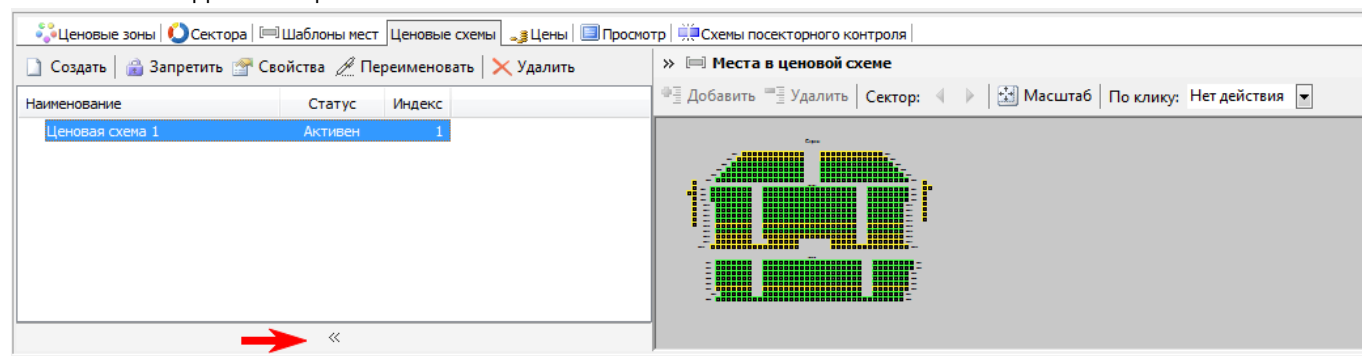 Ценовые зоны Сектора Шаблоны мест Ценовые схемы Цены Просмотр Схемы посекторного контроля
Создать Запретить Свойства Переименовать Удалить
Наименование Статус Индекс
Ценовая схема 1 Активен 1
«
» Места в ценовой схеме
Добавить Удалить Сектор: Масштаб По клику: Нет действия